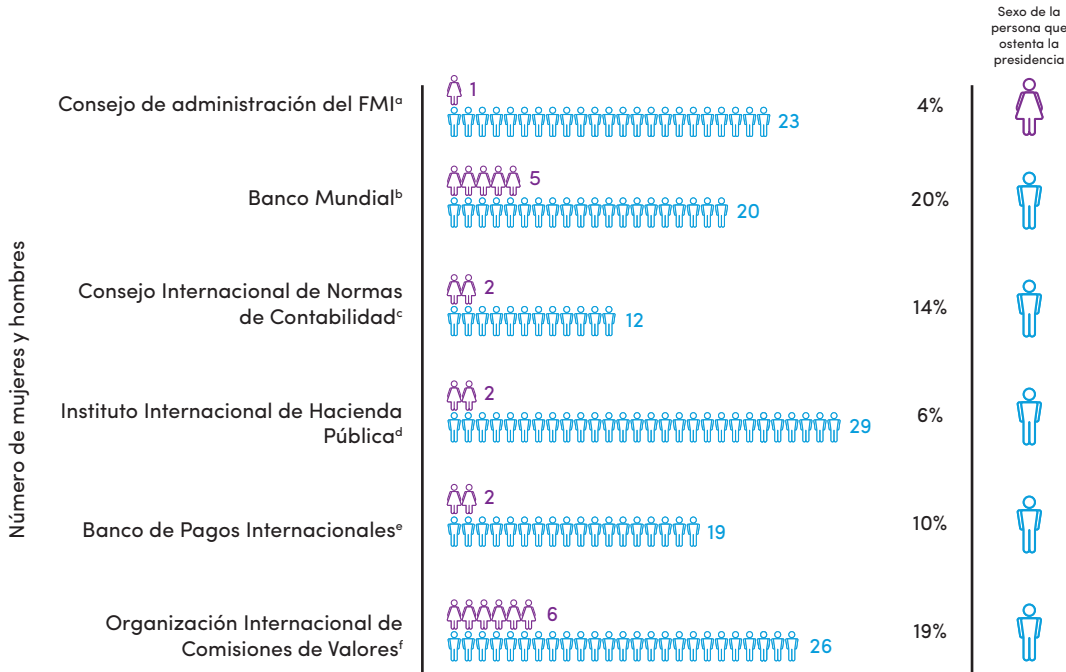 Sexo de la
persona que
ostenta la
presidencia
Número de mujeres y hombres
Consejo de administración del FMIᵃ
1
23
4%
Banco Mundialᵇ
5
20
20%
Consejo Internacional de Normas
de Contabilidadᶜ
2
12
14%
Instituto Internacional de Hacienda
Públicaᵈ
2
29
6%
Banco de Pagos Internacionalesᵉ
2
19
10%
Organización Internacional de
Comisiones de Valoresᶠ
6
26
19%